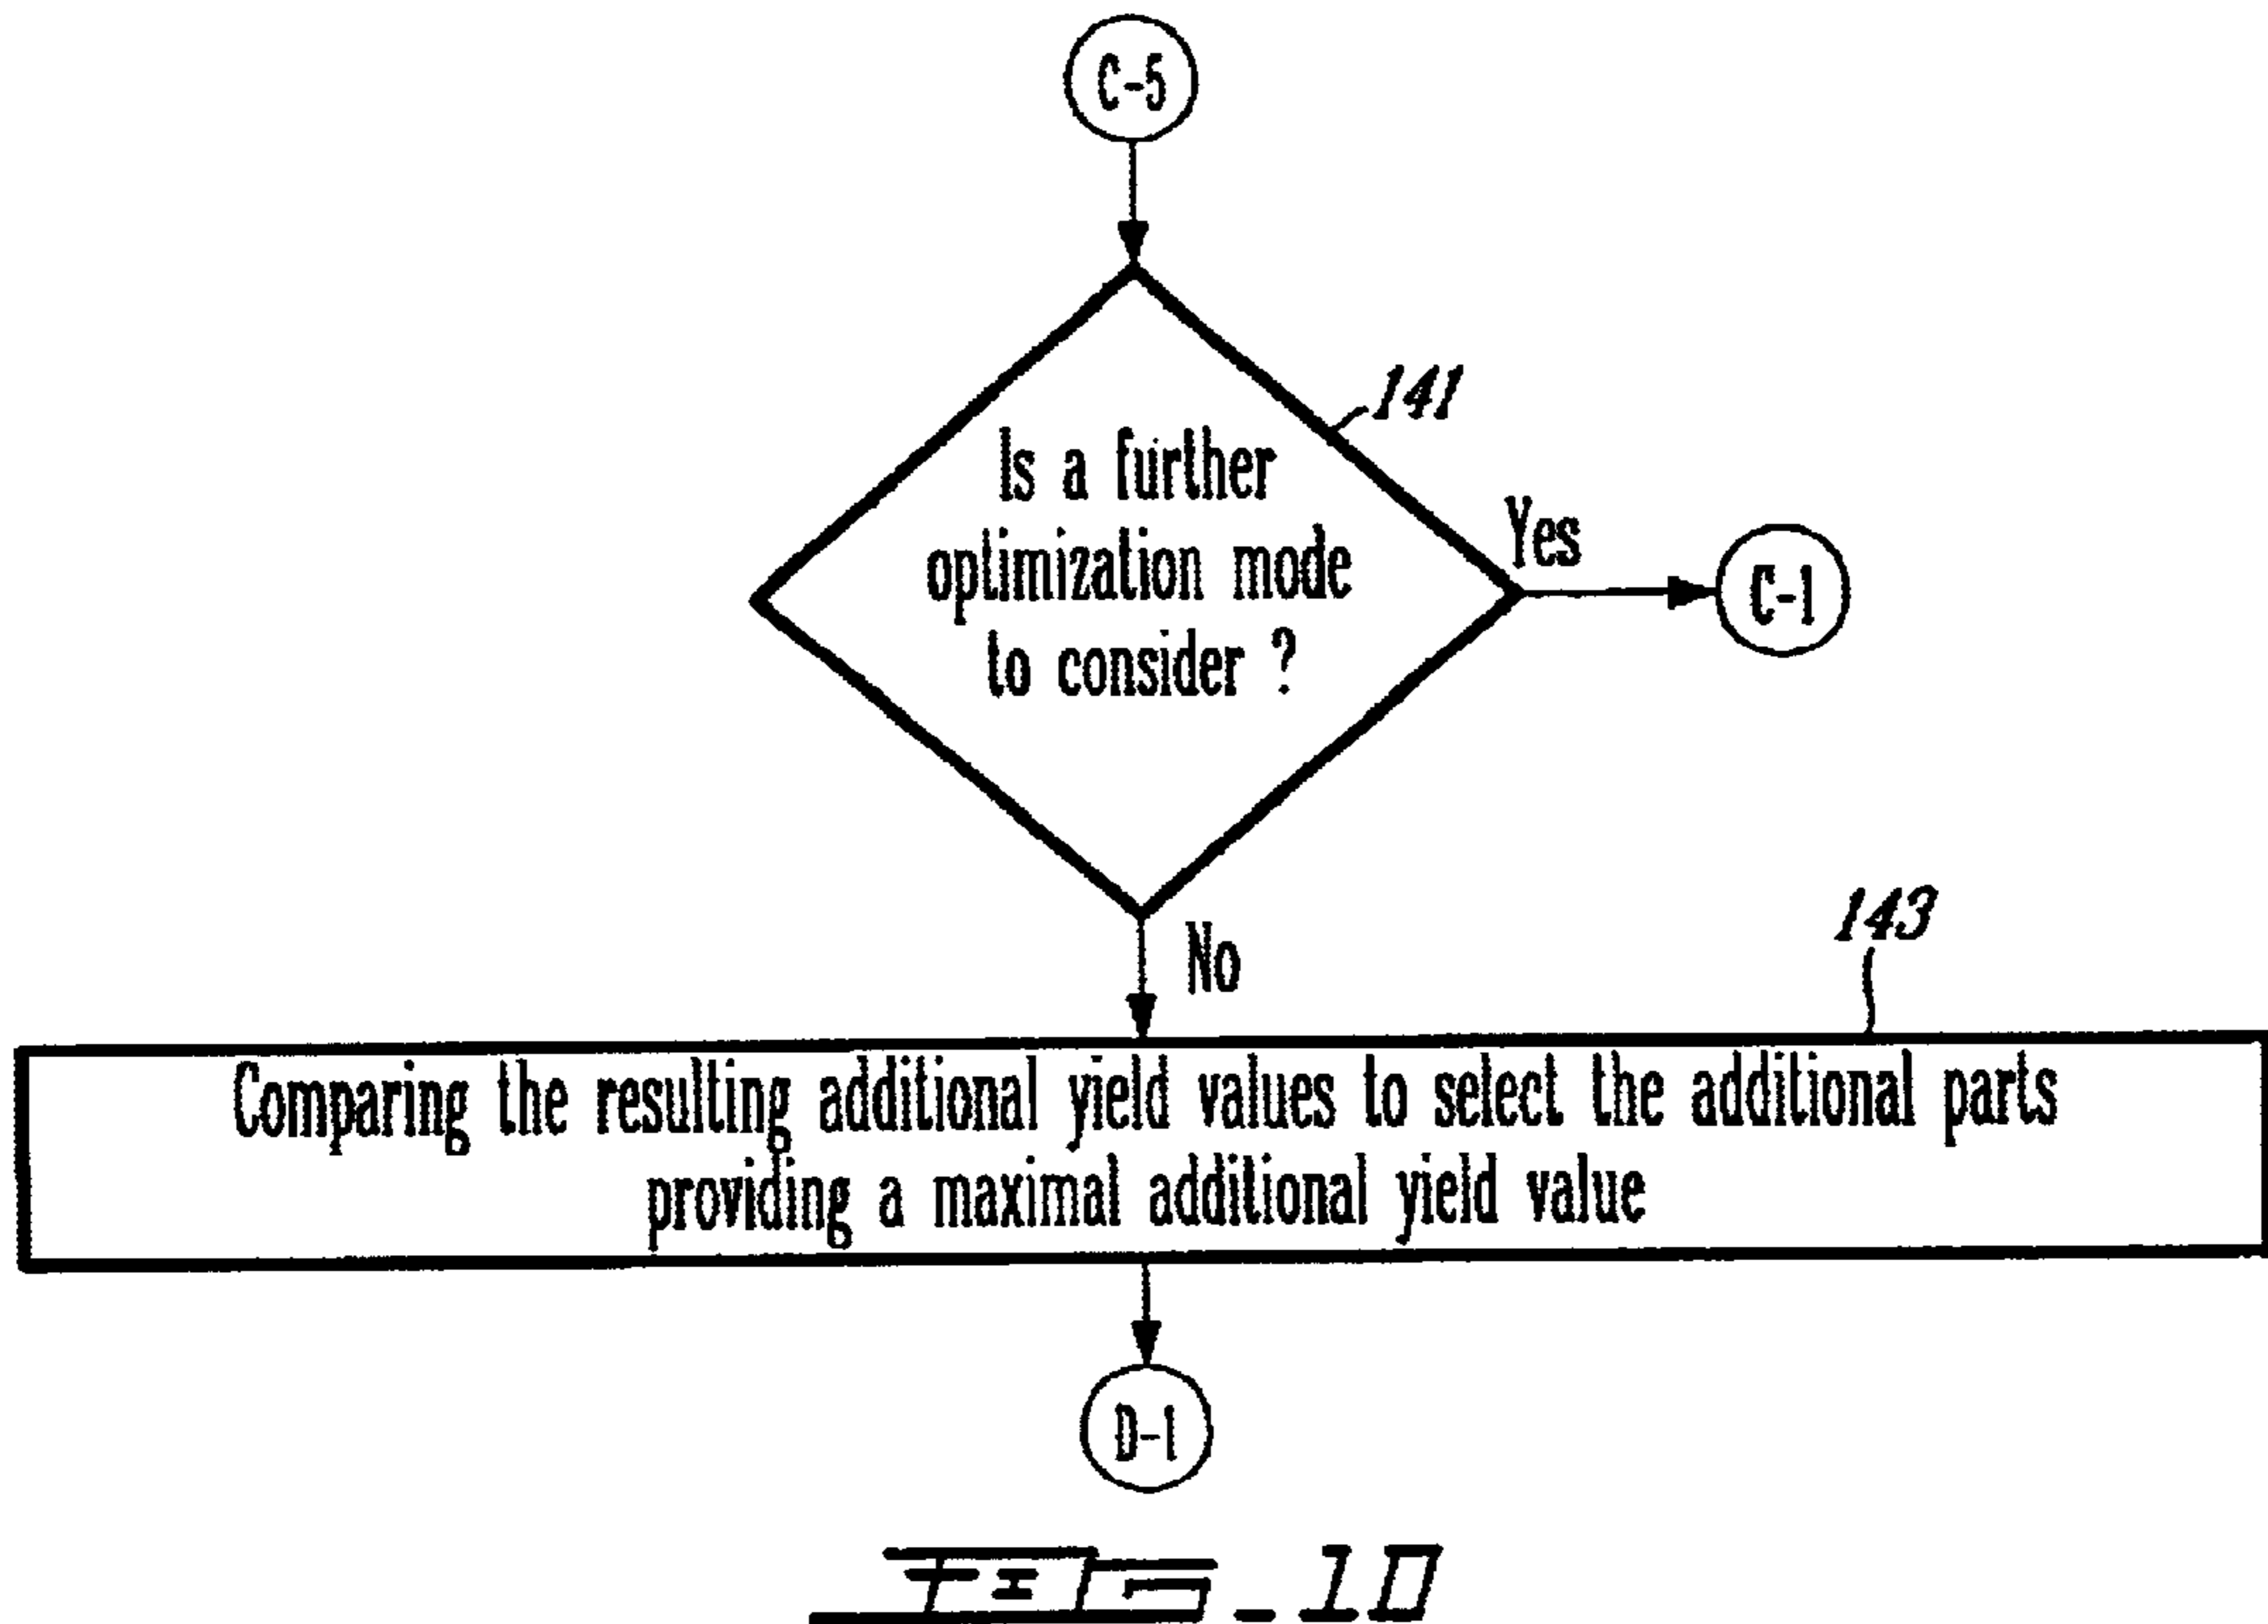 C-5
141
Is a further
optimization mode
to consider ?
Yes
C-1
No
143
Comparing the resulting additional yield values to select the additional parts
providing a maximal additional yield value
D-1
FIG_10